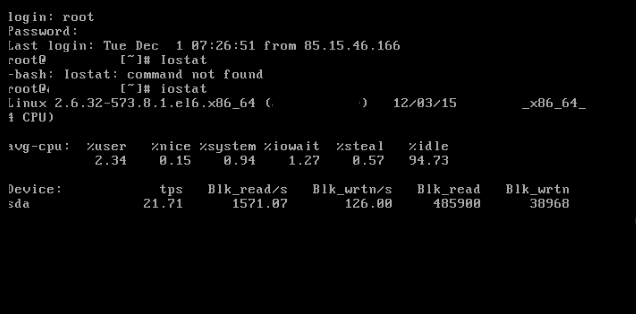 login: root
Password:
Last login: Tue Dec  1 07:26:51 from 85.15.46.166
root@ [~]# Iostat
-bash: Iostat: command not found
root@ [~]# iostat
Linux 2.6.32-573.8.1.el6.x86_64 ( ) 12/03/15 _x86_64_
4 CPU)
avg-cpu: %user %nice %system %iowait %steal %idle
2.34 0.15 0.94 1.27 0.57 94.73
Device: tps Blk_read/s Blk_wrtn/s Blk_read Blk_wrtn
sda 21.71 1571.07 126.00 485900 38968